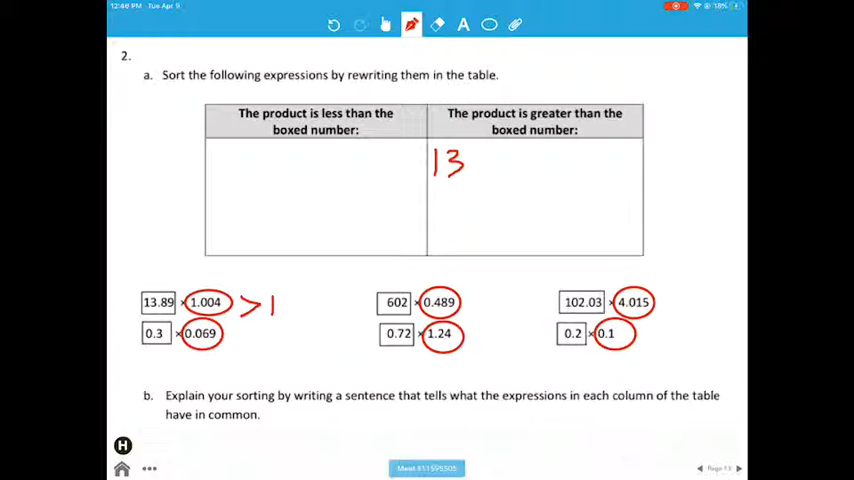 12:46 PM Tue Apr 9
18%
A
2.
a. Sort the following expressions by rewriting them in the table.
The product is less than the boxed number:
The product is greater than the boxed number:
13
13.89 × 1.004 > 1
602 × 0.489
102.03 × 4.015
0.3 × 0.069
0.72 × 1.24
0.2 × 0.1
b. Explain your sorting by writing a sentence that tells what the expressions in each column of the table
have in common.
H
Page 13